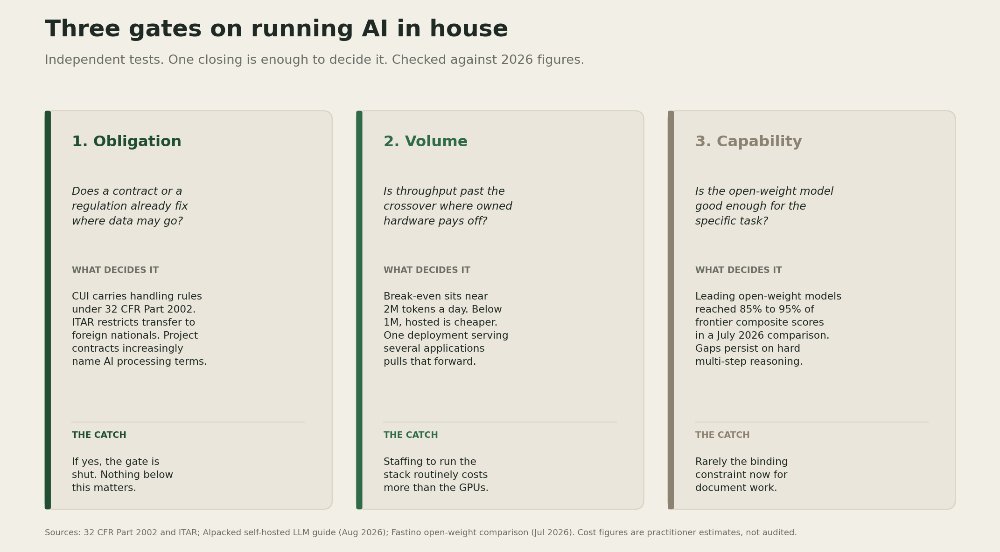 Three gates on running AI in house
Independent tests. One closing is enough to decide it. Checked against 2026 figures.
1. Obligation
Does a contract or a
regulation already fix
where data may go?
WHAT DECIDES IT
CUI carries handling rules
under 32 CFR Part 2002.
ITAR restricts transfer to
foreign nationals. Project
contracts increasingly
name AI processing terms.
THE CATCH
If yes, the gate is
shut. Nothing below
this matters.
2. Volume
Is throughput past the
crossover where owned
hardware pays off?
WHAT DECIDES IT
Break-even sits near
2M tokens a day. Below
1M, hosted is cheaper.
One deployment serving
several applications
pulls that forward.
THE CATCH
Staffing to run the
stack routinely costs
more than the GPUs.
3. Capability
Is the open-weight model
good enough for the
specific task?
WHAT DECIDES IT
Leading open-weight models
reached 85% to 95% of
frontier composite scores
in a July 2026 comparison.
Gaps persist on hard
multi-step reasoning.
THE CATCH
Rarely the binding
constraint now for
document work.
Sources: 32 CFR Part 2002 and ITAR; Alpacked self-hosted LLM guide (Aug 2026); Fastino open-weight comparison (Jul 2026). Cost figures are practitioner estimates, not audited.